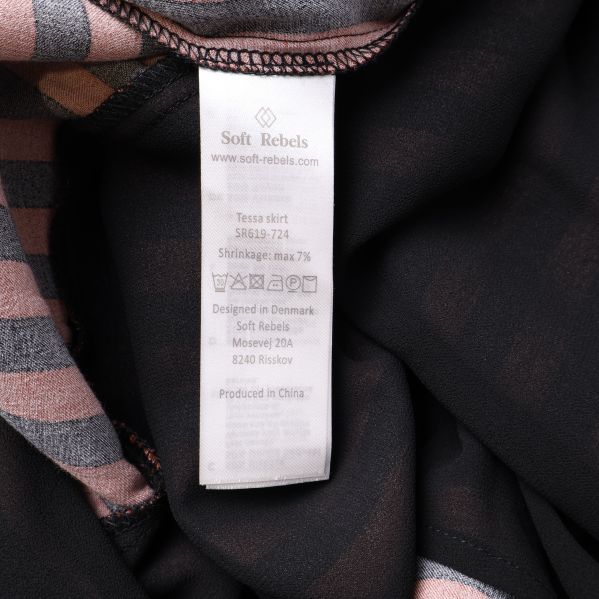 Soft Rebels
www.soft-rebels.com
Tessa skirt
SR619-724
Shrinkage: max 7%
30
Designed in Denmark
Soft Rebels
Mosevej 20A
8240 Risskov
Produced in China